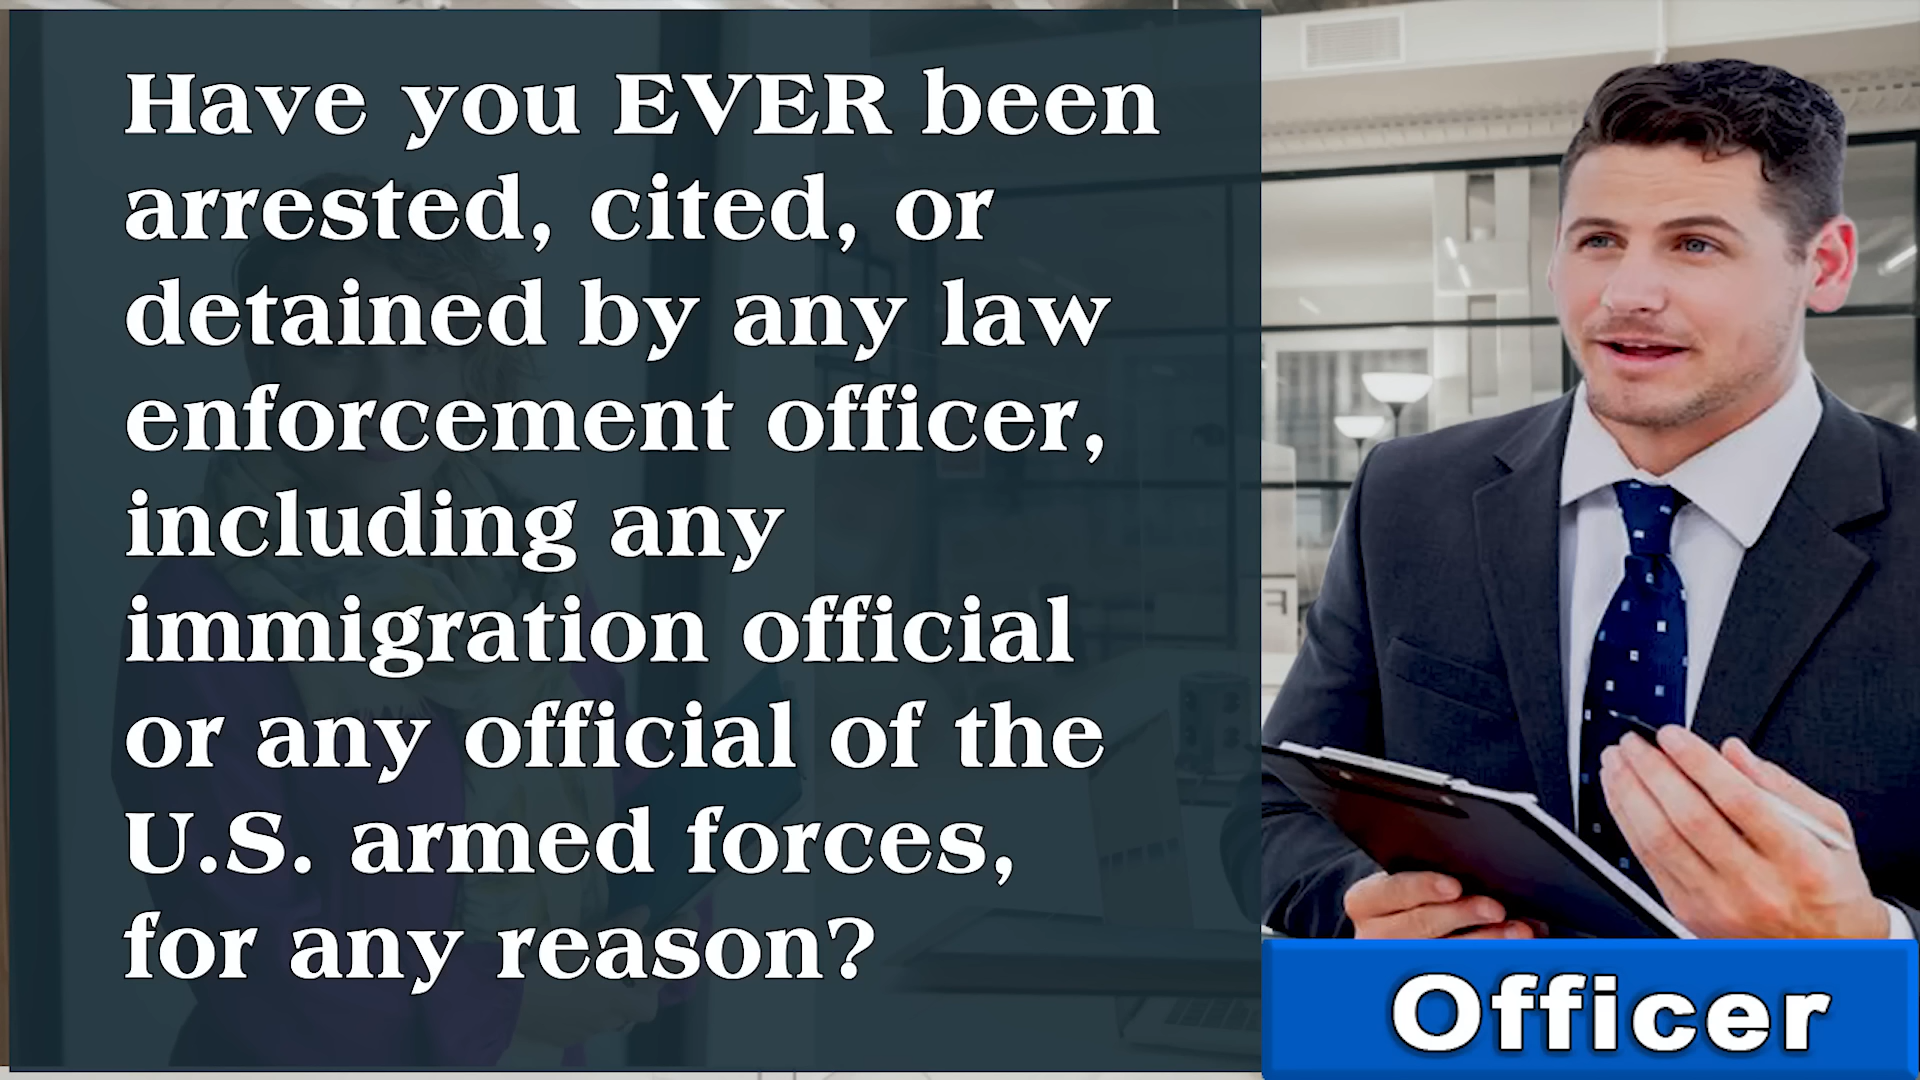 Have you EVER been
arrested, cited, or
detained by any law
enforcement officer,
including any
immigration official
or any official of the
U.S. armed forces,
for any reason?
Officer